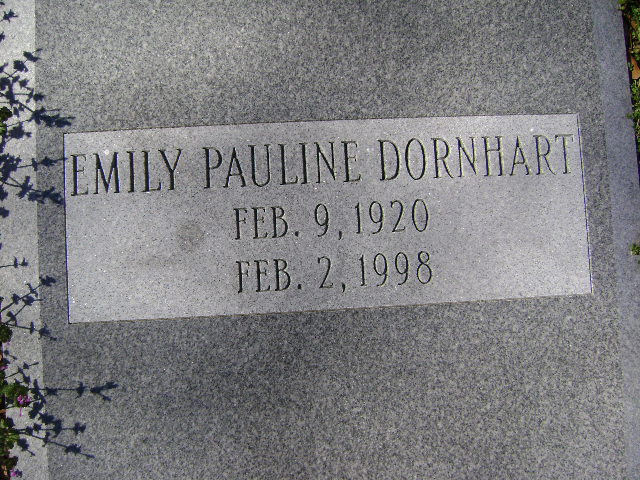 EMILY PAULINE DORNHART
FEB. 9, 1920
FEB. 2, 1998